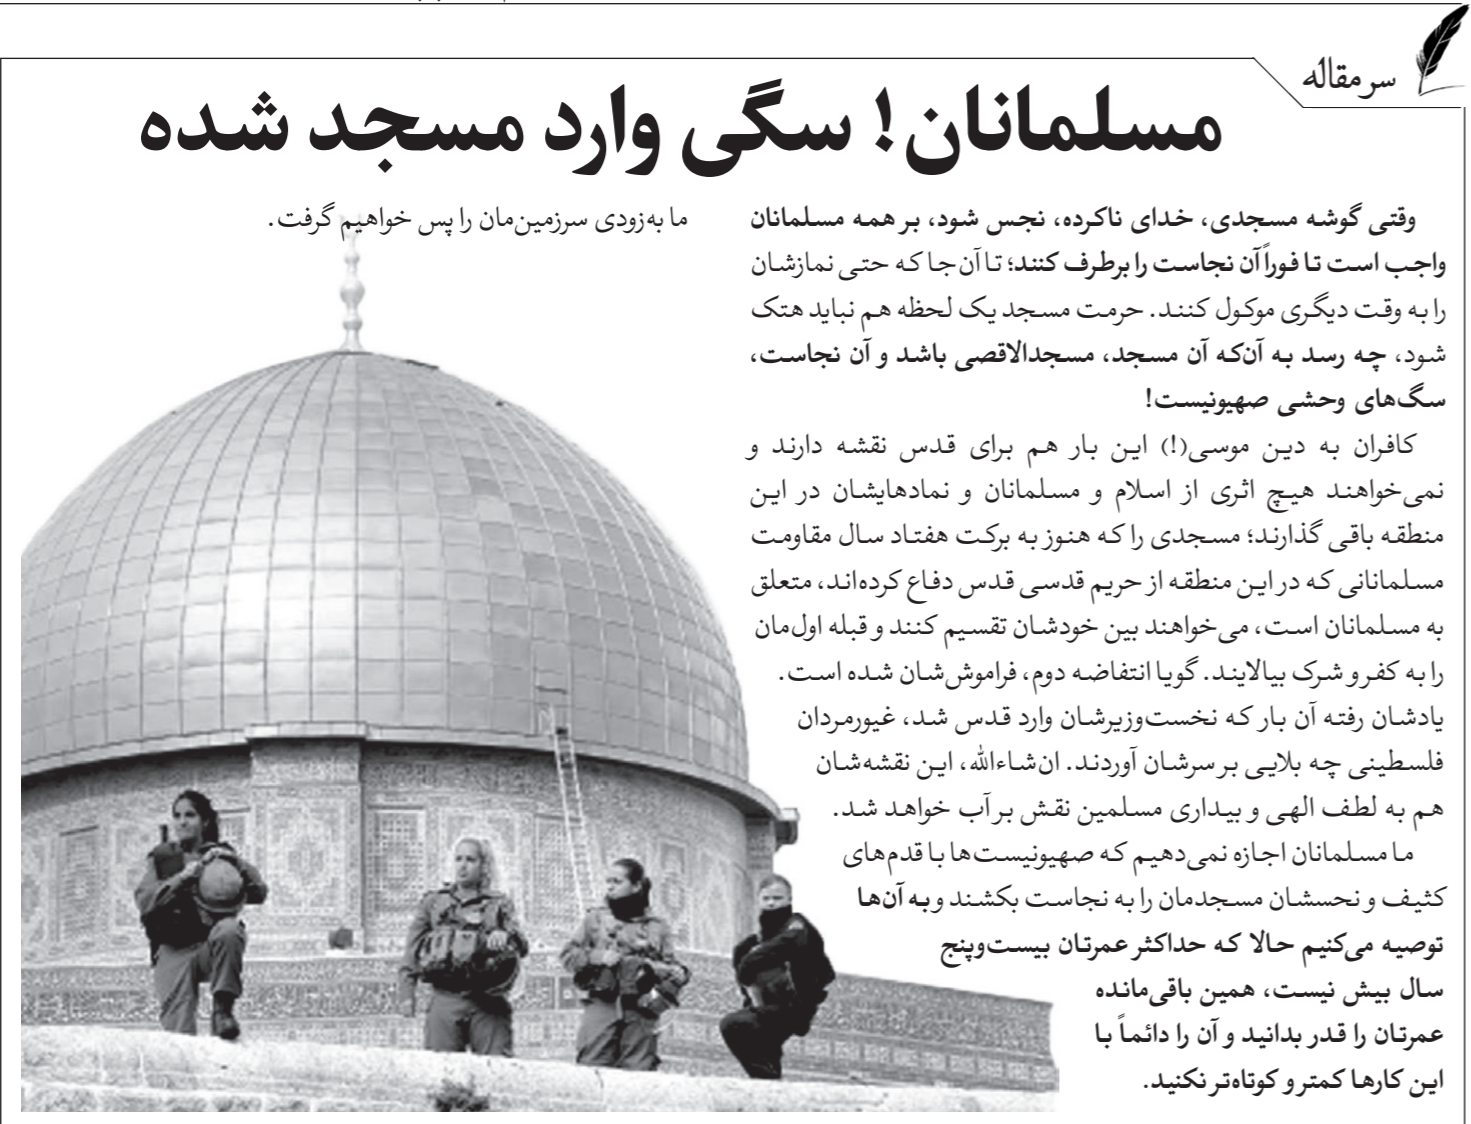 سرمقاله
مسلمانان! سگی وارد مسجد شده
وقتی گوشه مسجدی، خدای ناکرده، نجس شود، بر همه مسلمانان
واجب است تا فوراً آن نجاست را برطرف کنند؛ تا آن‌جا که حتی نمازشان
را به وقت دیگری موکول کنند. حرمت مسجد یک لحظه هم نباید هتک
شود، چه رسد به آن‌که آن مسجد، مسجدالاقصی باشد و آن نجاست،
سگ‌های وحشی صهیونیست!
کافران به دین موسی(!) این بار هم برای قدس نقشه دارند و
نمی‌خواهند هیچ اثری از اسلام و مسلمانان و نمادهایشان در این
منطقه باقی گذارند؛ مسجدی را که هنوز به برکت هفتاد سال مقاومت
مسلمانانی که در این منطقه از حریم قدسی قدس دفاع کرده‌اند، متعلق
به مسلمانان است، می‌خواهند بین خودشان تقسیم کنند و قبله اول‌مان
را به کفر و شرک بیالایند. گویا انتفاضه دوم، فراموش‌شان شده است.
یادشان رفته آن بار که نخست‌وزیرشان وارد قدس شد، غیورمردان
فلسطینی چه بلایی بر سرشان آوردند. ان‌شاءالله، این نقشه‌شان
هم به لطف الهی و بیداری مسلمین نقش بر آب خواهد شد.
ما مسلمانان اجازه نمی‌دهیم که صهیونیست‌ها با قدم‌های
کثیف و نحسشان مسجدمان را به نجاست بکشند و به آن‌ها
توصیه می‌کنیم حالا که حداکثر عمرتان بیست‌وپنج
سال بیش نیست، همین باقی‌مانده
عمرتان را قدر بدانید و آن را دائماً با
این کارها کمتر و کوتاه‌تر نکنید.
ما به‌زودی سرزمین‌مان را پس خواهیم گرفت.